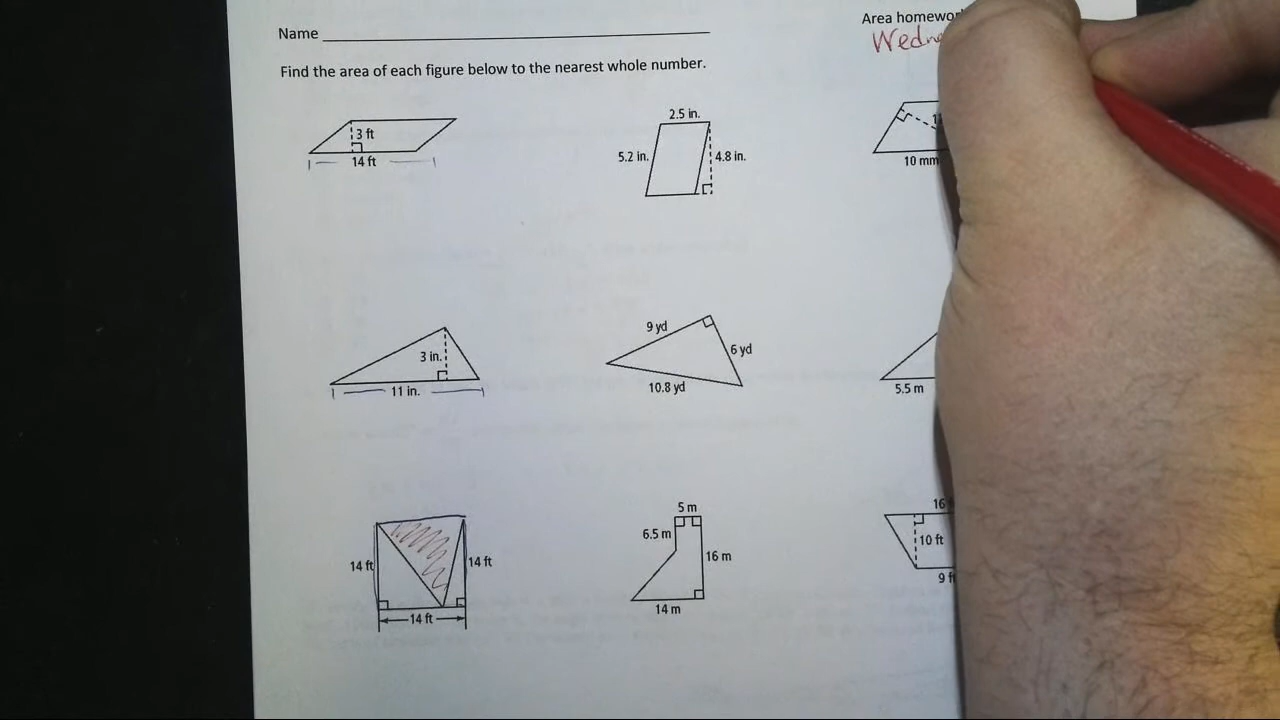 Name
Area
Find the area of each figure below to the nearest whole number.
3 ft
14 ft
2.5 in.
5.2 in.
4.8 in.
10 mm
3 in.
11 in.
9 yd
6 yd
10.8 yd
5.5 m
14 ft
14 ft
14 ft
5 m
6.5 m
16 m
14 m
16
10 ft
9